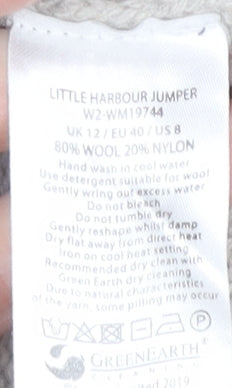 LITTLE HARBOUR JUMPER
W2-WM19744
UK 12 / EU 40 / US 8
80% WOOL 20% NYLON
Hand wash in cool water
Use detergent suitable for wool
Gently wring out excess water
Do not bleach
Do not tumble dry
Gently reshape whilst damp
Dry flat away from direct heat
Iron on cool heat setting
Recommended dry clean with
Green Earth dry cleaning
Due to natural characteristics
of the yarn, some pilling may occur
P
GREENEARTH®
CLEANING
2019